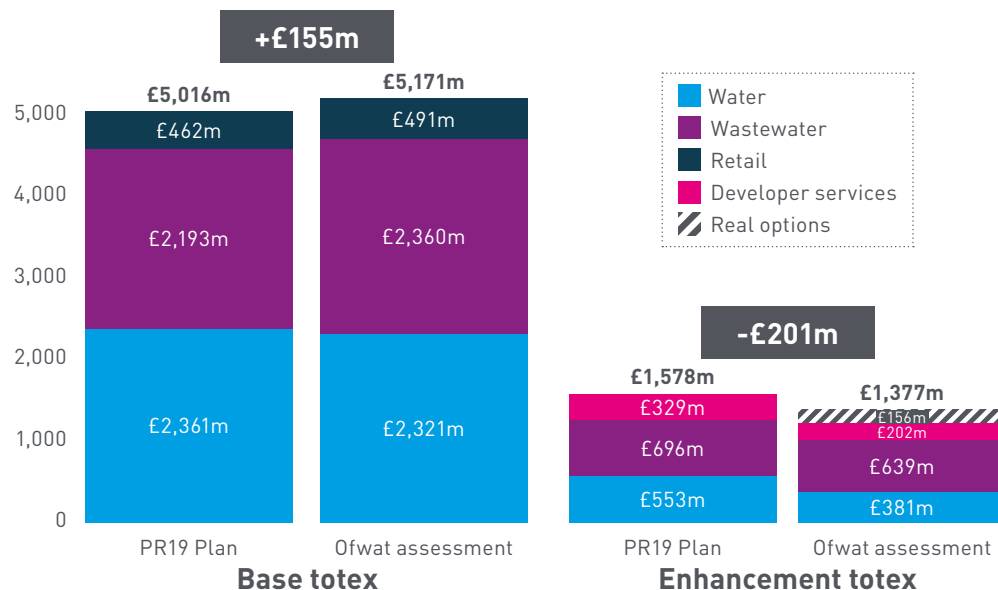 +£155m
£5,016m
£5,171m
5,000
4,000
3,000
2,000
1,000
0
£462m
£2,193m
£2,361m
£491m
£2,360m
£2,321m
Water
Wastewater
Retail
Developer services
Real options
-£201m
£1,578m
£1,377m
£329m
£696m
£553m
£156m
£202m
£639m
£381m
PR19 Plan
Ofwat assessment
PR19 Plan
Ofwat assessment
Base totex
Enhancement totex